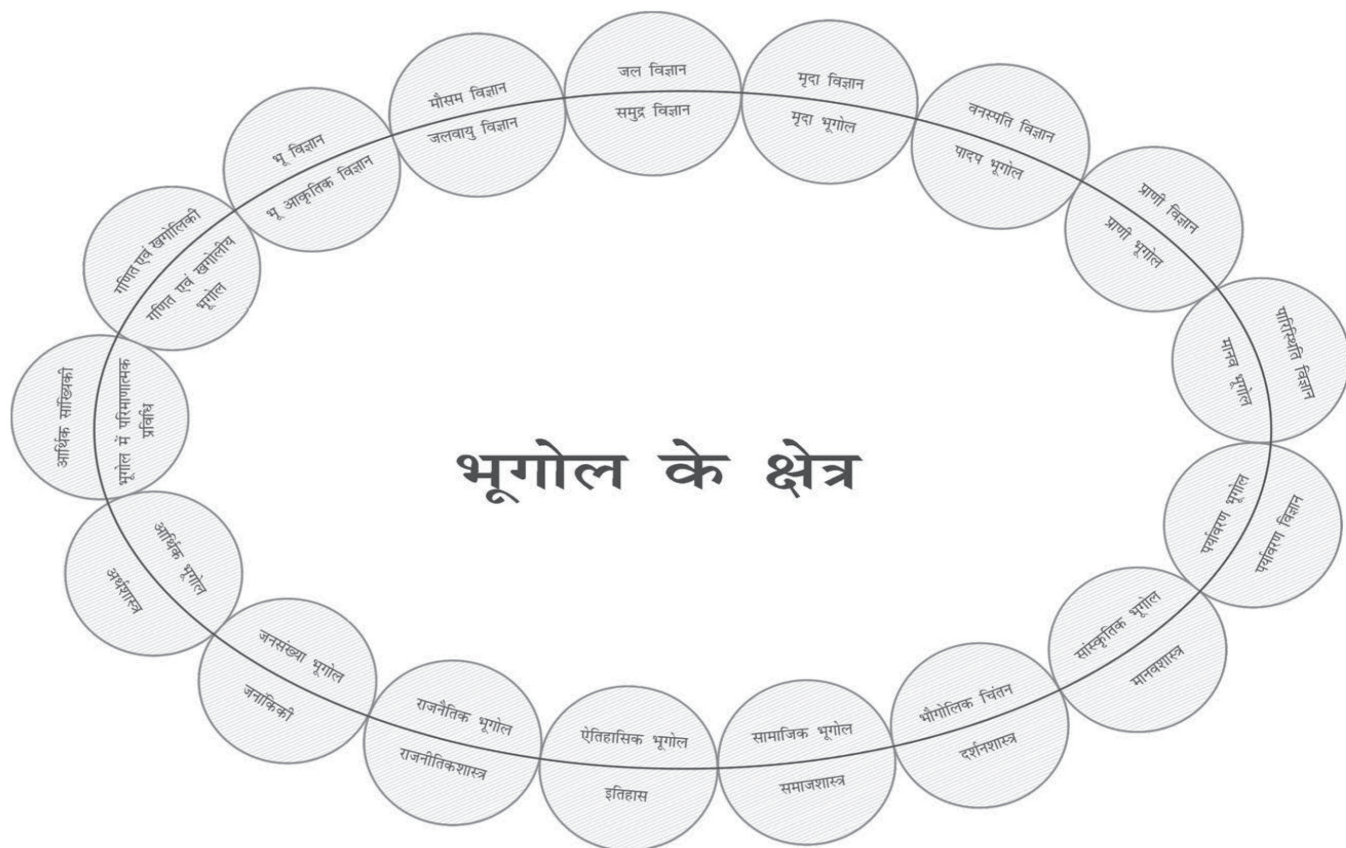 जल विज्ञान
समुद्र विज्ञान
मृदा विज्ञान
मृदा भूगोल
वनस्पति विज्ञान
पादप भूगोल
प्राणी विज्ञान
प्राणी भूगोल
पारिस्थिति विज्ञान
मानव भूगोल
पर्यावरण भूगोल
पर्यावरण विज्ञान
सांस्कृतिक भूगोल
मानवशास्त्र
भौगोलिक चिंतन
दर्शनशास्त्र
सामाजिक भूगोल
समाजशास्त्र
ऐतिहासिक भूगोल
इतिहास
राजनैतिक भूगोल
राजनीतिकशास्त्र
जनसंख्या भूगोल
जनांकिकी
आर्थिक भूगोल
अर्थशास्त्र
आर्थिक सांख्यिकी
भूगोल में परिमाणात्मक
प्रविधि
गणित एवं खगोलिकी
गणित एवं खगोलीय
भूगोल
भू विज्ञान
भू आकृतिक विज्ञान
मौसम विज्ञान
जलवायु विज्ञान
भूगोल के क्षेत्र